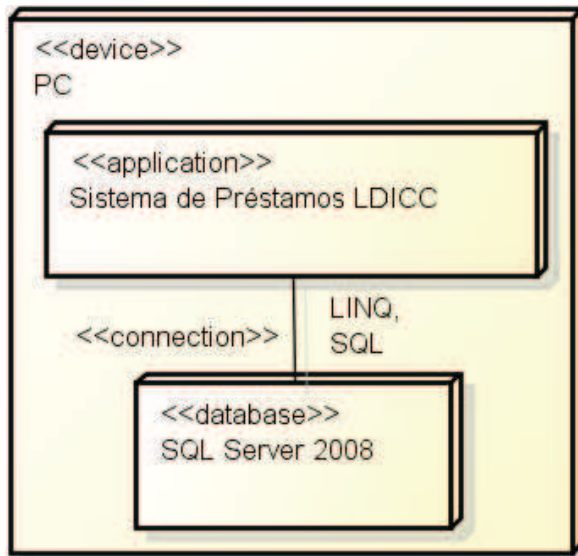 <<device>>
PC
<<application>>
Sistema de Préstamos LDICC
<<connection>>
LINQ,
SQL
<<database>>
SQL Server 2008